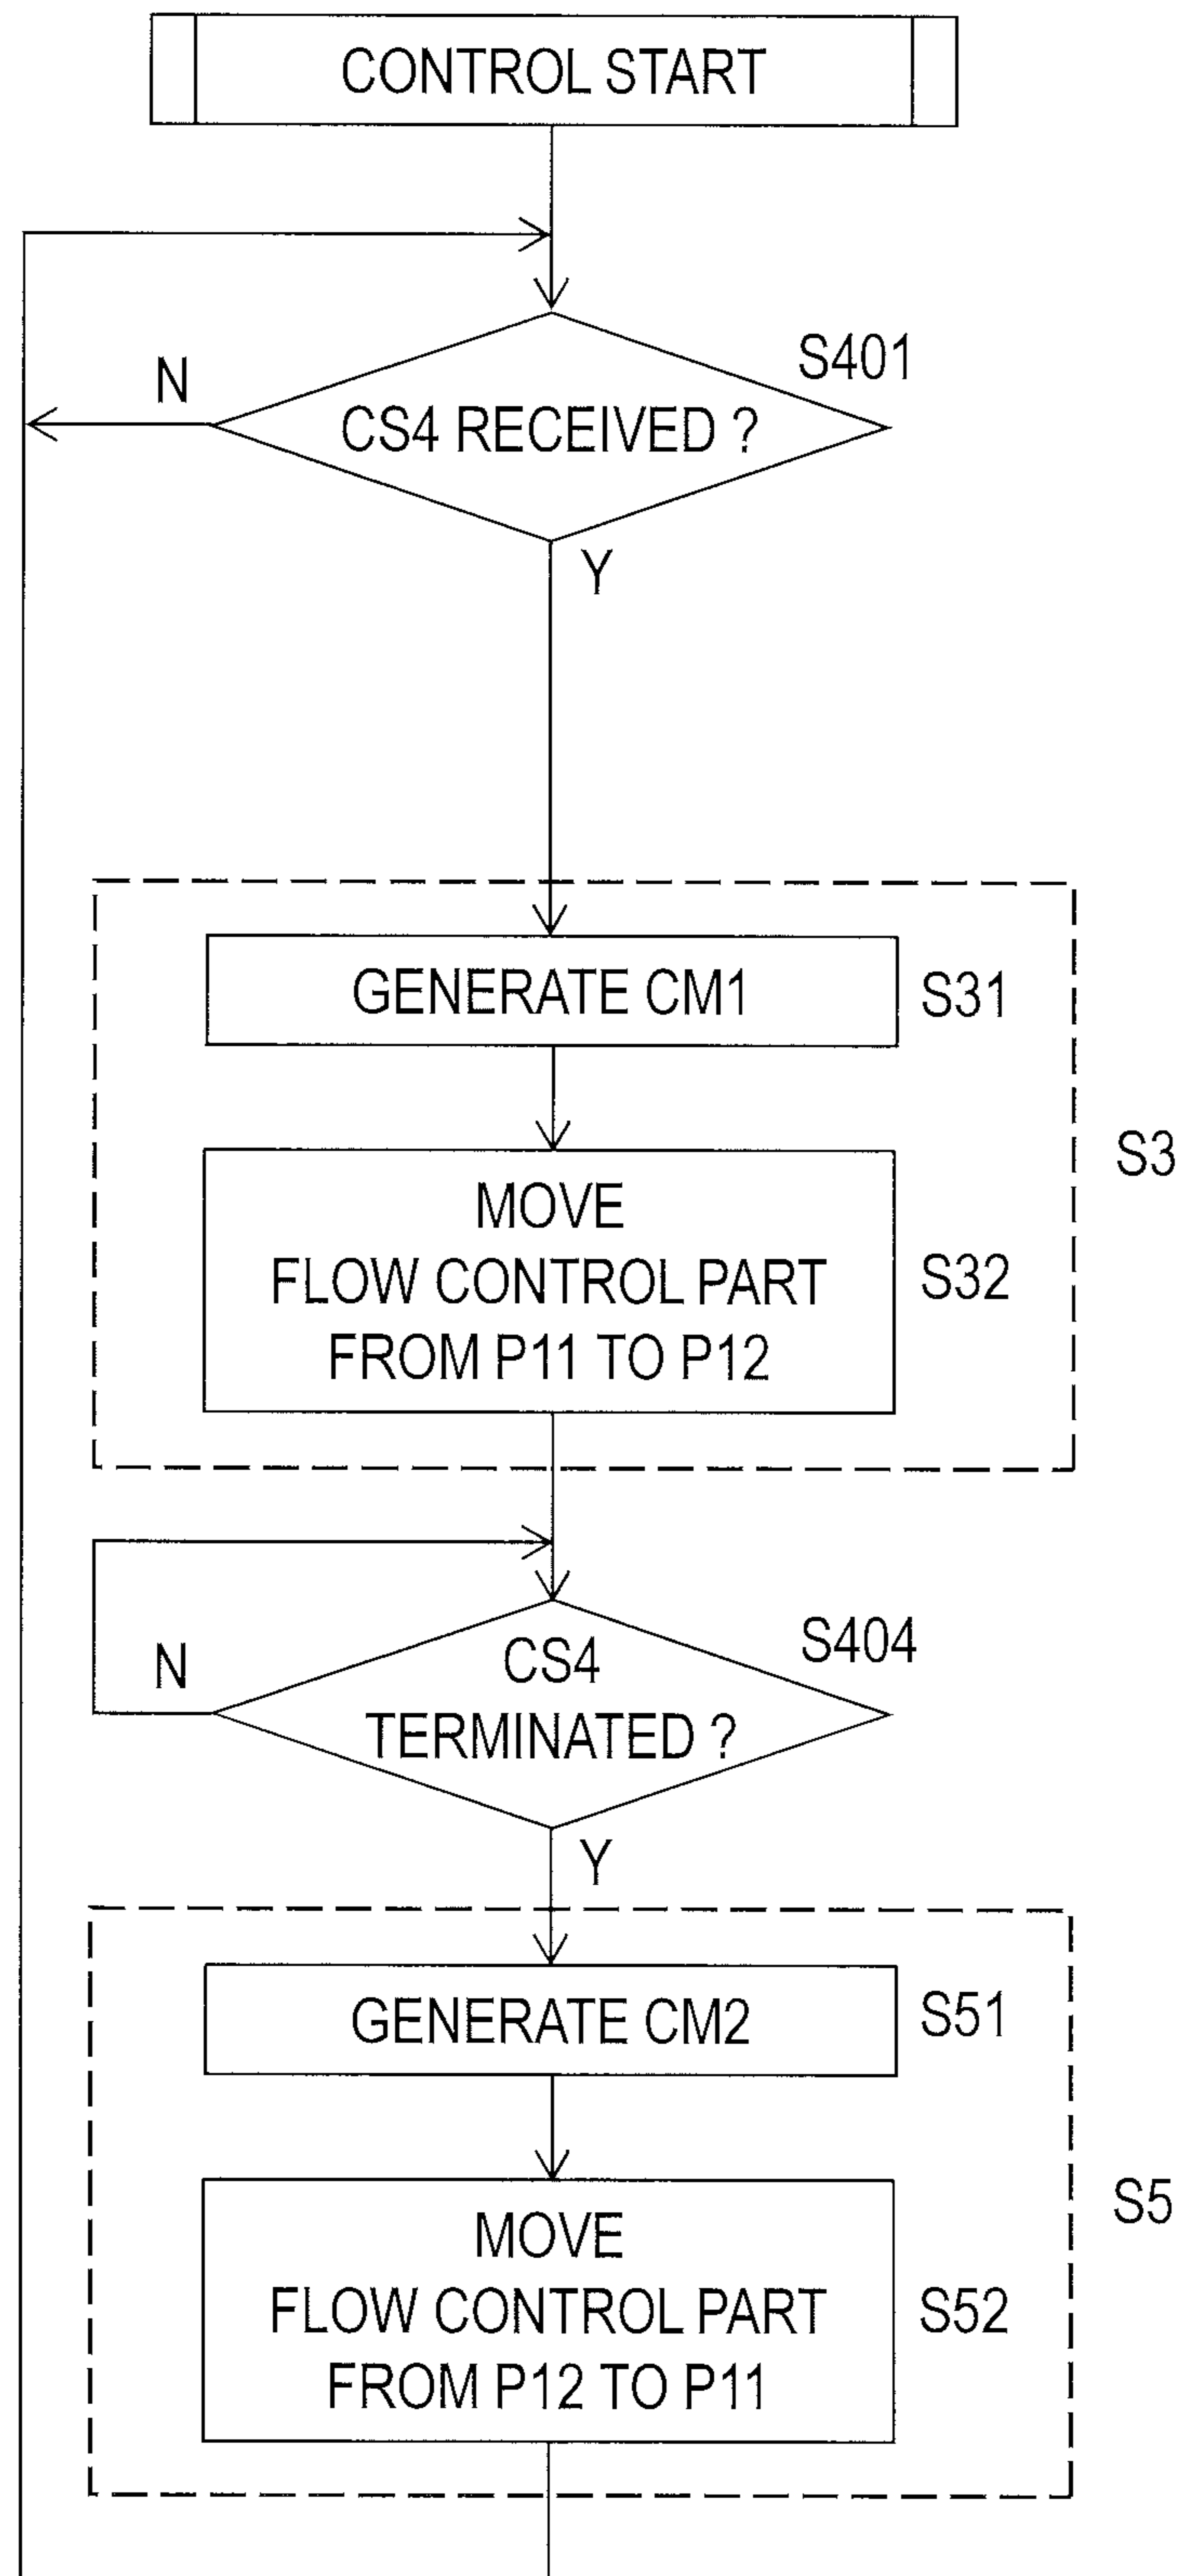 CONTROL START
S401
N
CS4 RECEIVED ?
Y
GENERATE CM1
S31
S3
MOVE
FLOW CONTROL PART
FROM P11 TO P12
S32
S404
N
CS4
TERMINATED ?
Y
GENERATE CM2
S51
S5
MOVE
FLOW CONTROL PART
FROM P12 TO P11
S52